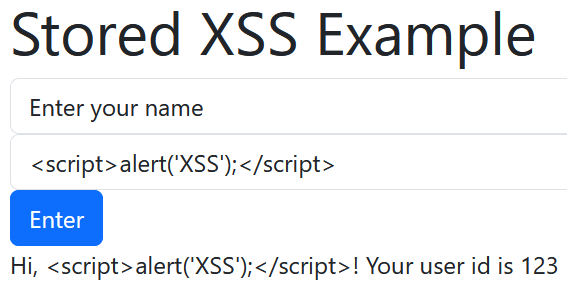 Stored XSS Example
Enter your name
<script>alert('XSS');</script>
Enter
Hi, <script>alert('XSS');</script>! Your user id is 123